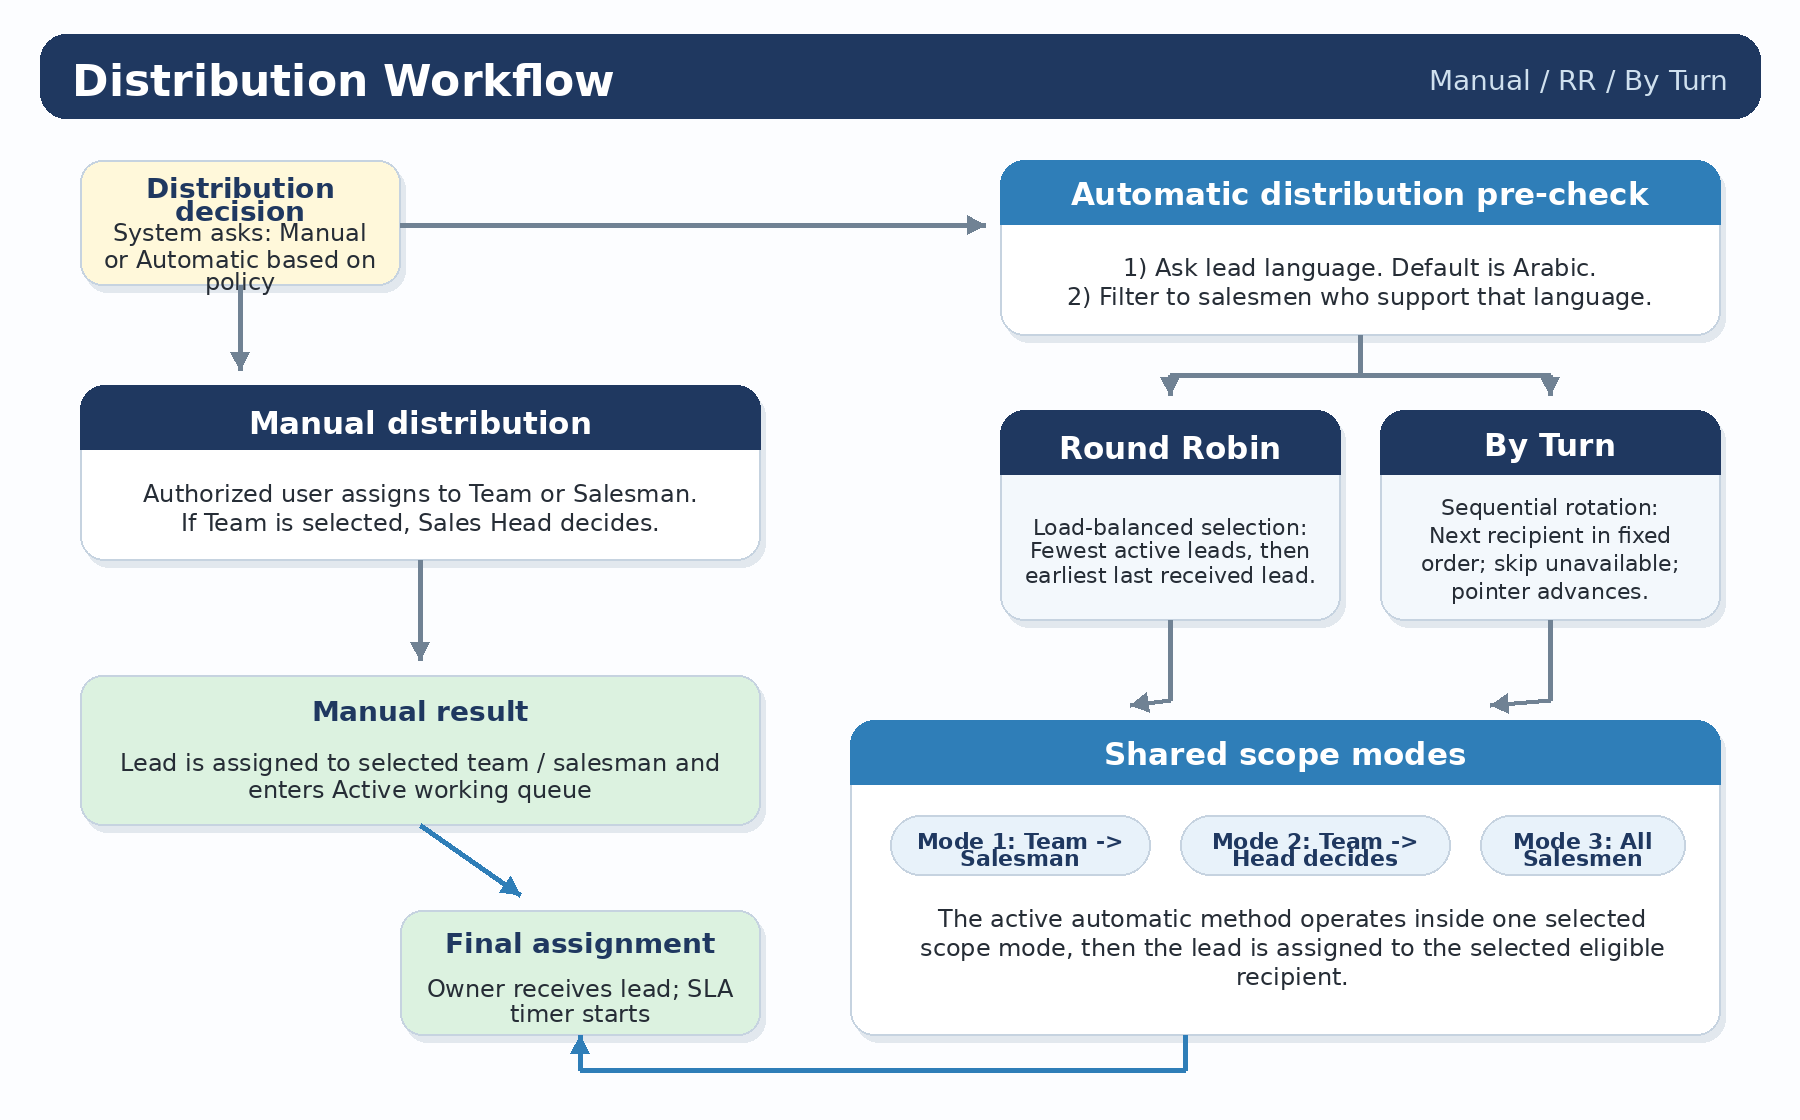 Distribution Workflow
Manual / RR / By Turn
Distribution
decision
System asks: Manual
or Automatic based on
policy
Automatic distribution pre-check
1) Ask lead language. Default is Arabic.
2) Filter to salesmen who support that language.
Manual distribution
Authorized user assigns to Team or Salesman.
If Team is selected, Sales Head decides.
Round Robin
Load-balanced selection:
Fewest active leads, then
earliest last received lead.
By Turn
Sequential rotation:
Next recipient in fixed
order; skip unavailable;
pointer advances.
Manual result
Lead is assigned to selected team / salesman and
enters Active working queue
Shared scope modes
Mode 1: Team ->
Salesman
Mode 2: Team ->
Head decides
Mode 3: All
Salesmen
The active automatic method operates inside one selected
scope mode, then the lead is assigned to the selected eligible
recipient.
Final assignment
Owner receives lead; SLA
timer starts